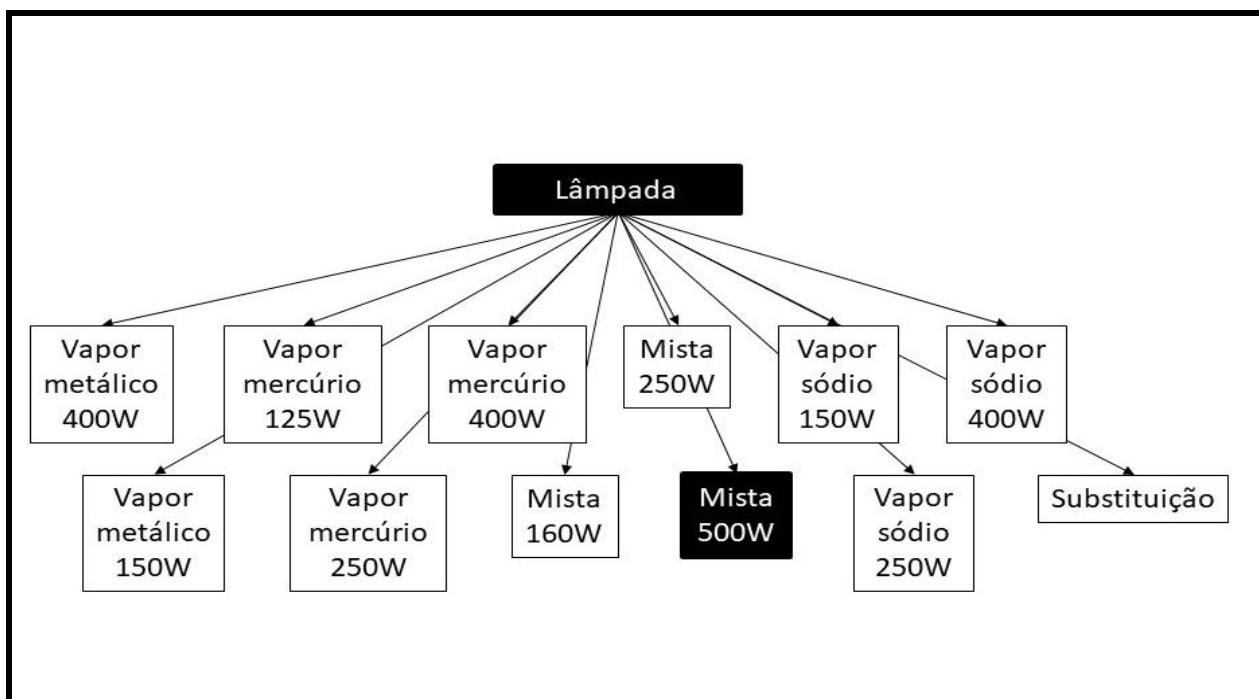 Lâmpada
Vapor
metálico
400W
Vapor
mercúrio
125W
Vapor
mercúrio
400W
Mista
250W
Vapor
sódio
150W
Vapor
sódio
400W
Vapor
metálico
150W
Vapor
mercúrio
250W
Mista
160W
Mista
500W
Vapor
sódio
250W
Substituição